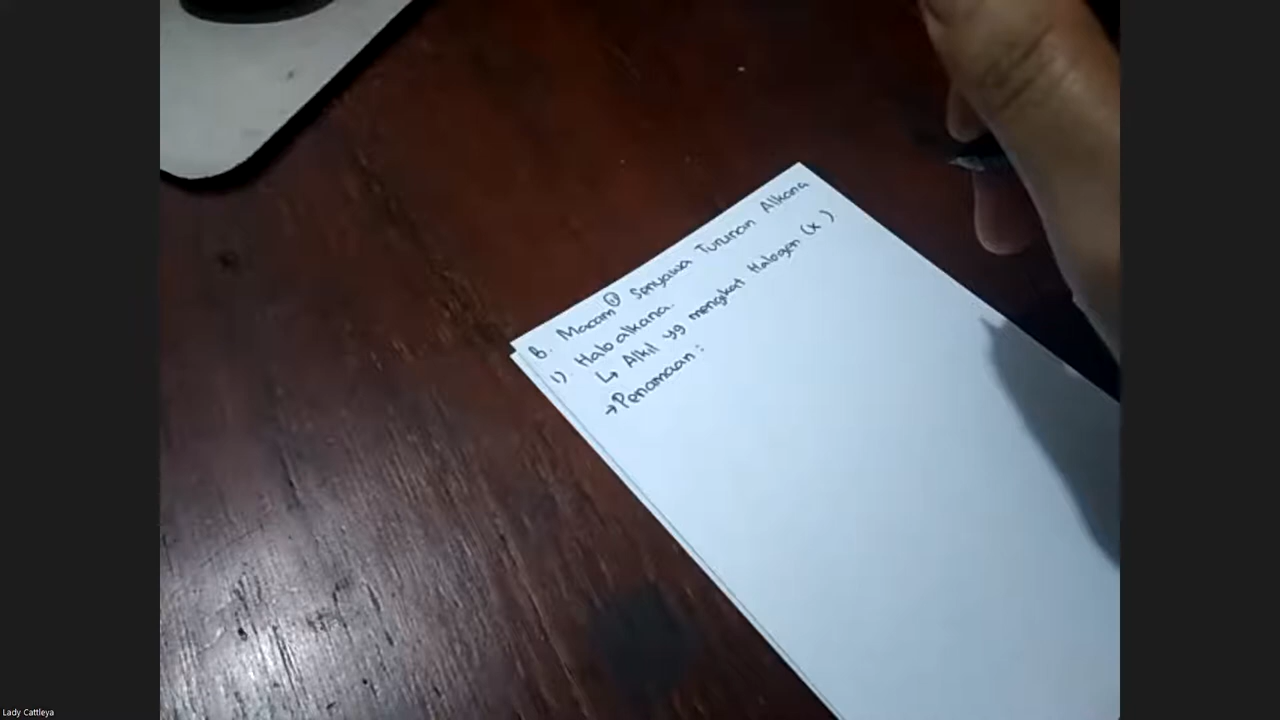 B. Macam② Senyawa Turunan Alkana
1) Haloalkana.
↳ Alkil yg mengikat Halogen (x)
→ Penamaan :
Lady Cattleya